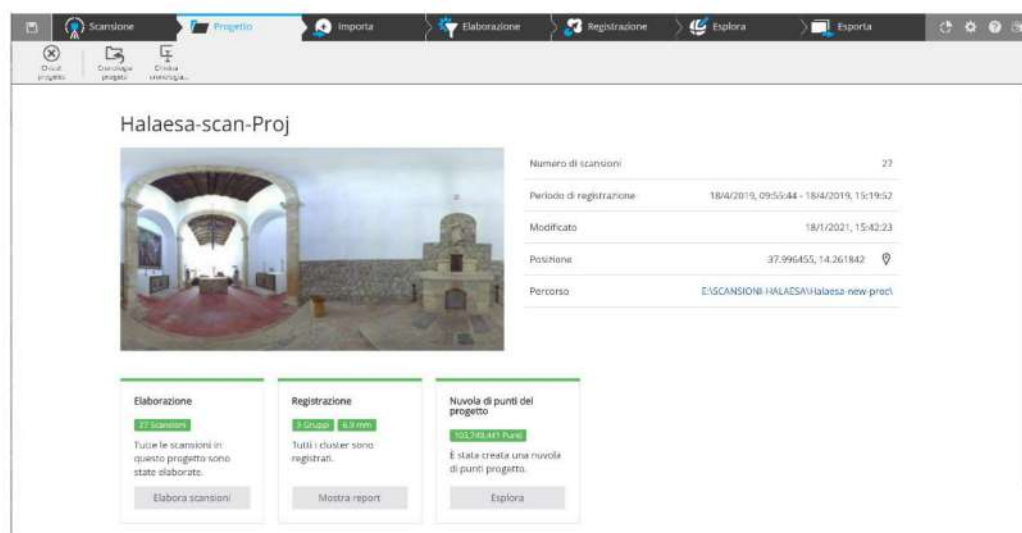 Scansione
Progetto
Importa
Elaborazione
Registrazione
Esplora
Esporta
progetto
Cronologia
progetti
cronologia...
Halaesa-scan-Proj
Numero di scansioni 27
Periodo di registrazione 18/4/2019, 09:55:44 - 18/4/2019, 15:19:52
Modificato 18/1/2021, 15:42:23
Posizione 37.996455, 14.261842
Percorso E:\SCANSIONI-HALAESA\Halaesa-new-proc\
Elaborazione
27 Scansioni
Tutte le scansioni in
questo progetto sono
state elaborate.
Elabora scansioni
Registrazione
3 Gruppi 6.9 mm
Tutti i cluster sono
registrati.
Mostra report
Nuvola di punti del
progetto
103,749,441 Punti
È stata creata una nuvola
di punti progetto.
Esplora